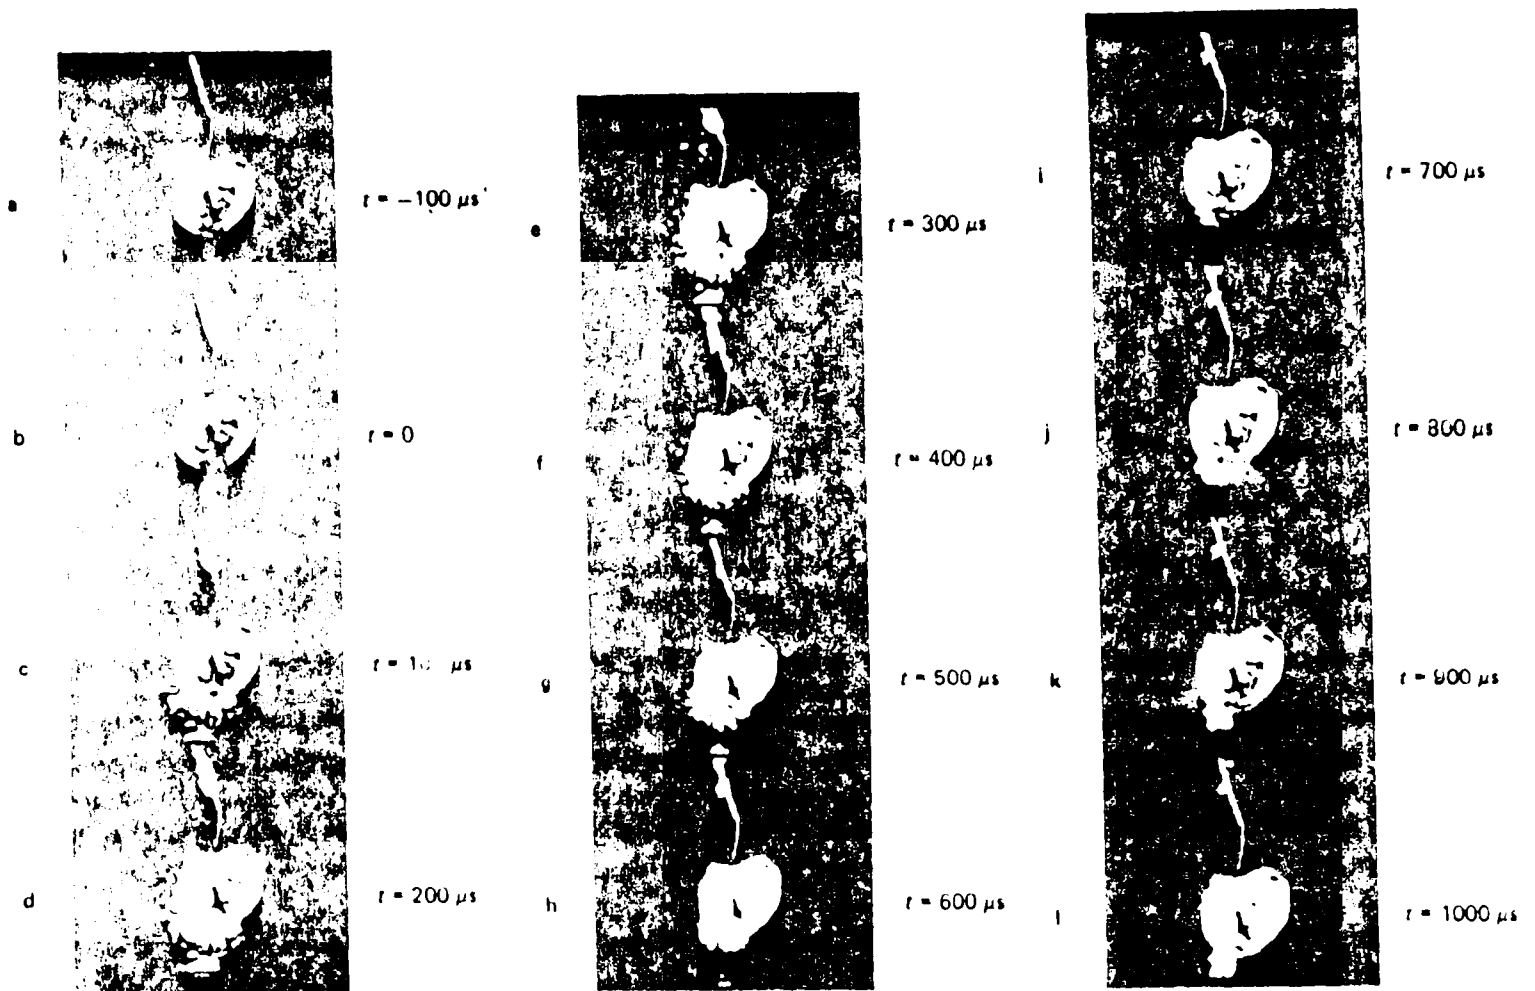 a
t = −100 μs
b
t = 0
c
μs
d
t = 200 μs
e
t = 300 μs
f
t = 400 μs
g
t = 500 μs
h
t = 600 μs
i
t = 700 μs
j
t = 800 μs
k
t = 900 μs
l
t = 1000 μs